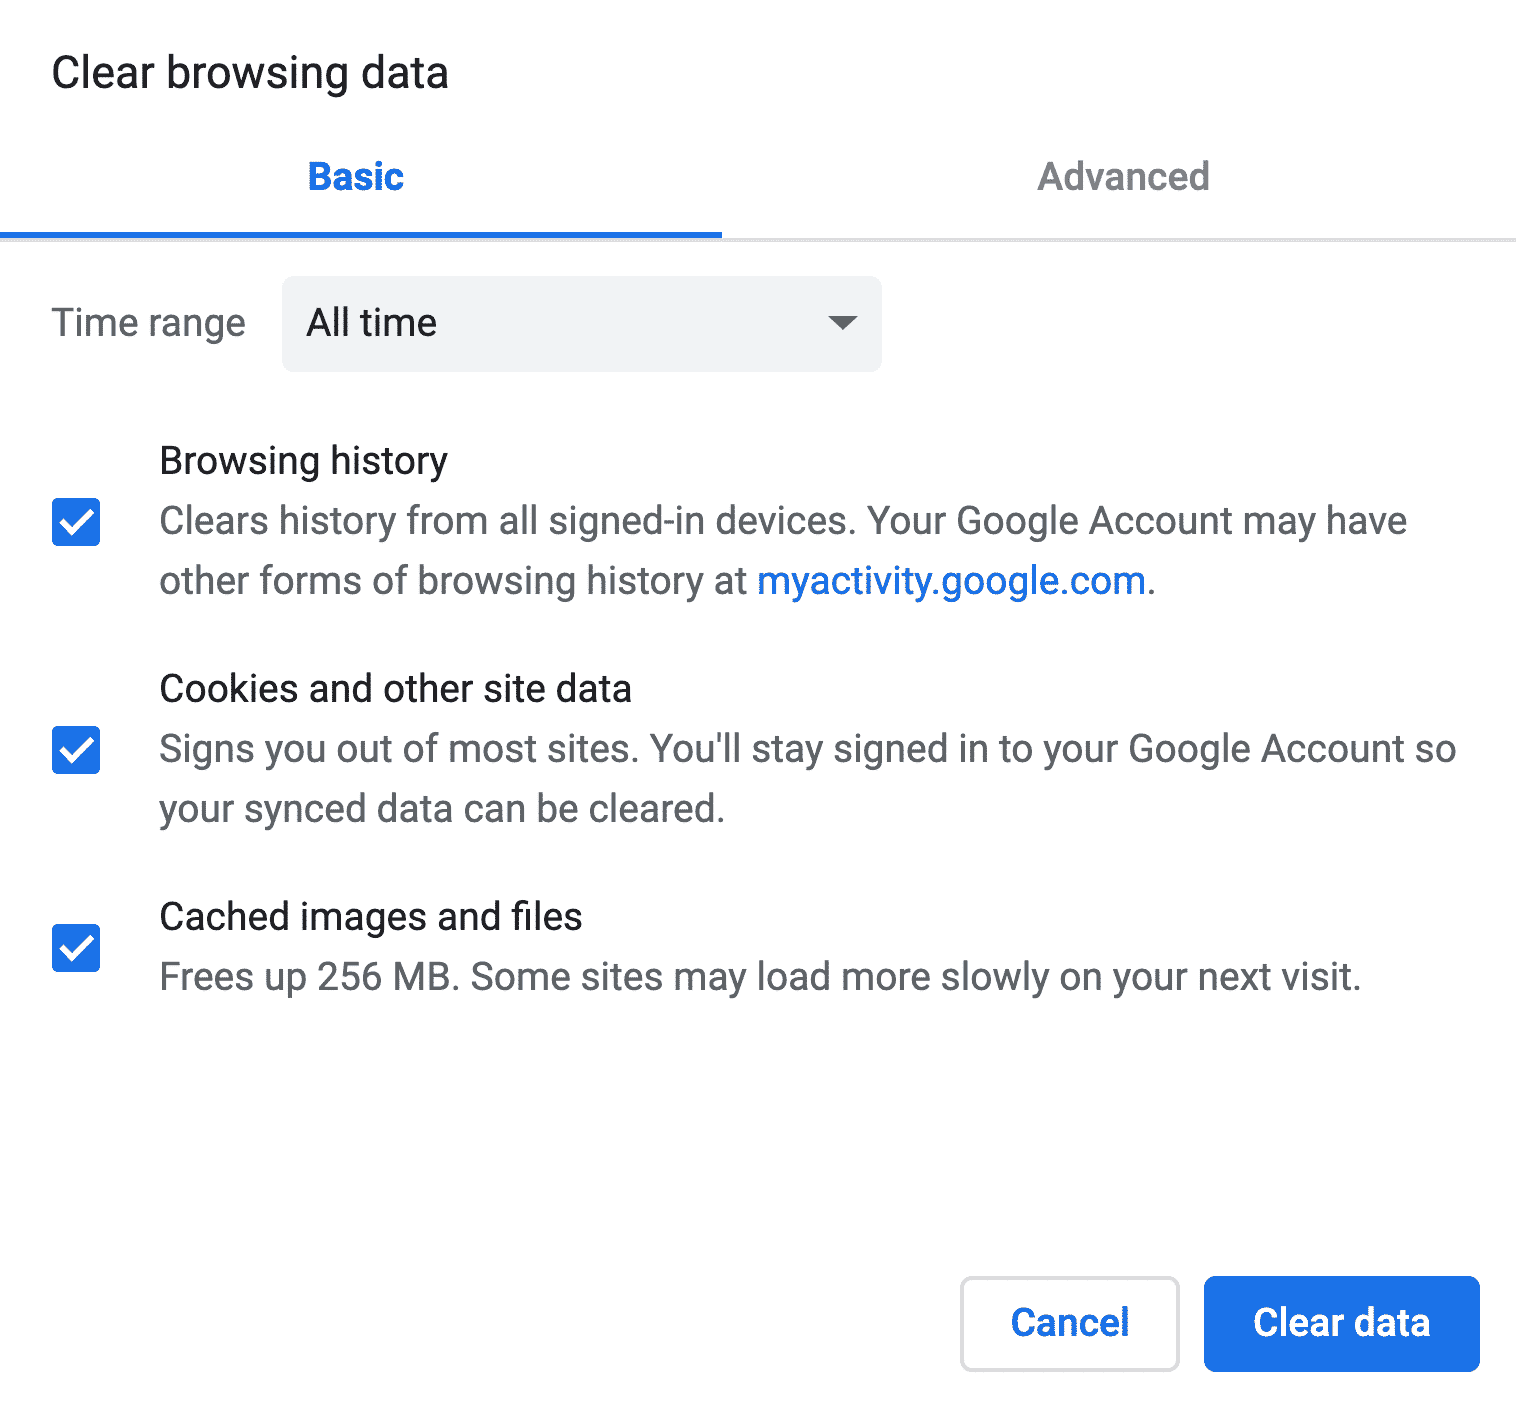 Clear browsing data
Basic
Advanced
Time range
All time
Browsing history
Clears history from all signed-in devices. Your Google Account may have
other forms of browsing history at myactivity.google.com.
Cookies and other site data
Signs you out of most sites. You'll stay signed in to your Google Account so
your synced data can be cleared.
Cached images and files
Frees up 256 MB. Some sites may load more slowly on your next visit.
Cancel
Clear data